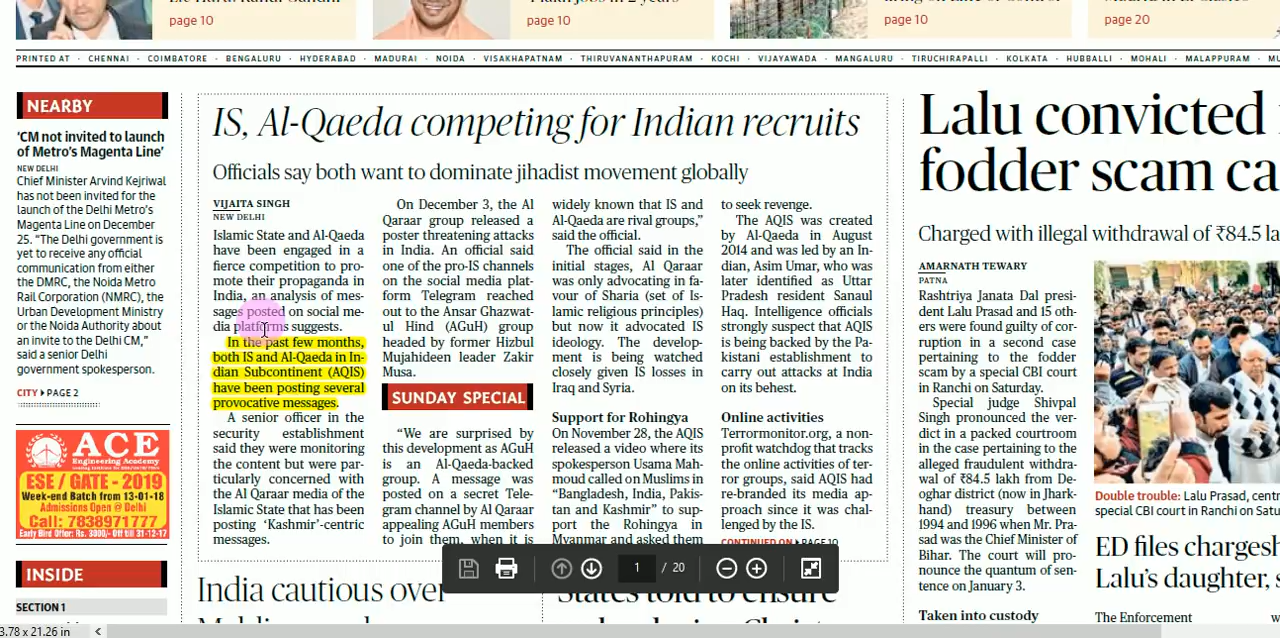 page 10
page 10
page 10
page 20
PRINTED AT · CHENNAI · COIMBATORE · BENGALURU · HYDERABAD · MADURAI · NOIDA · VISAKHAPATNAM · THIRUVANANTHAPURAM · KOCHI · VIJAYAWADA · MANGALURU · TIRUCHIRAPALLI · KOLKATA · HUBBALLI · MOHALI · MALAPPURAM ·
NEARBY
‘CM not invited to launch
of Metro’s Magenta Line’
NEW DELHI
Chief Minister Arvind Kejriwal
has not been invited for the
launch of the Delhi Metro’s
Magenta Line on December
25. “The Delhi government is
yet to receive any official
communication from either
the DMRC, the Noida Metro
Rail Corporation (NMRC), the
Urban Development Ministry
or the Noida Authority about
an invite to the Delhi CM,”
said a senior Delhi
government spokesperson.
CITY PAGE 2
ACE
Engineering Academy
ESE / GATE - 2019
Week-end Batch from 13-01-18
Admissions Open @ Delhi
Call: 7838971777
Early Bird Offer: Rs. 3000/- Off till 31-12-17
INSIDE
SECTION 1
IS, Al-Qaeda competing for Indian recruits
Officials say both want to dominate jihadist movement globally
VIJAITA SINGH
NEW DELHI
Islamic State and Al-Qaeda
have been engaged in a
fierce competition to pro-
mote their propaganda in
India, an analysis of mes-
sages posted on social me-
dia platforms suggests.
In the past few months,
both IS and Al-Qaeda in In-
dian Subcontinent (AQIS)
have been posting several
provocative messages.
A senior officer in the
security establishment
said they were monitoring
the content but were par-
ticularly concerned with
the Al Qaraar media of the
Islamic State that has been
posting ‘Kashmir’-centric
messages.
On December 3, the Al
Qaraar group released a
poster threatening attacks
in India. An official said
one of the pro-IS channels
on the social media plat-
form Telegram reached
out to the Ansar Ghazwat-
ul Hind (AGuH) group
headed by former Hizbul
Mujahideen leader Zakir
Musa.
SUNDAY SPECIAL
“We are surprised by
this development as AGuH
is an Al-Qaeda-backed
group. A message was
posted on a secret Tele-
gram channel by Al Qaraar
appealing AGuH members
to join them, when it is
widely known that IS and
Al-Qaeda are rival groups,”
said the official.
The official said in the
initial stages, Al Qaraar
was only advocating in fa-
vour of Sharia (set of Is-
lamic religious principles)
but now it advocated IS
ideology. The develop-
ment is being watched
closely given IS losses in
Iraq and Syria.
Support for Rohingya
On November 28, the AQIS
released a video where its
spokesperson Usama Mah-
moud called on Muslims in
“Bangladesh, India, Pakis-
tan and Kashmir” to sup-
port the Rohingya in
Myanmar and asked them
to seek revenge.
The AQIS was created
by Al-Qaeda in August
2014 and was led by an In-
dian, Asim Umar, who was
later identified as Uttar
Pradesh resident Sanaul
Haq. Intelligence officials
strongly suspect that AQIS
is being backed by the Pa-
kistani establishment to
carry out attacks at India
on its behest.
Online activities
Terrormonitor.org, a non-
profit watchdog that tracks
the online activities of ter-
ror groups, said AQIS had
re-branded its media ap-
proach since it was chal-
lenged by the IS.
CONTINUED ON PAGE 10
India cautious over
States told to ensure
Lalu convicted
fodder scam ca
Charged with illegal withdrawal of ₹84.5 la
AMARNATH TEWARY
PATNA
Rashtriya Janata Dal presi-
dent Lalu Prasad and 15 oth-
ers were found guilty of cor-
ruption in a second case
pertaining to the fodder
scam by a special CBI court
in Ranchi on Saturday.
Special judge Shivpal
Singh pronounced the ver-
dict in a packed courtroom
in the case pertaining to the
alleged fraudulent withdra-
wal of ₹84.5 lakh from De-
oghar district (now in Jhark-
hand) treasury between
1994 and 1996 when Mr. Pra-
sad was the Chief Minister of
Bihar. The court will pro-
nounce the quantum of sen-
tence on January 3.
Taken into custody
Double trouble: Lalu Prasad, centr
special CBI court in Ranchi on Satu
ED files chargesh
Lalu’s daughter, s
The Enforcement
1 / 20
3.78 x 21.26 in